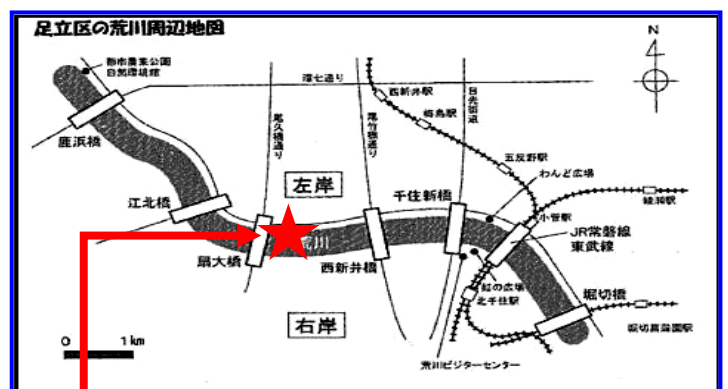 足立区の荒川周辺地図
N
都市農業公園
自然環境館
環七通り
西新井駅
梅島駅
日光街道
尾久橋通り
尾竹橋通り
鹿浜橋
五反野駅
わんど広場
左岸
千住新橋
綾瀬駅
江北橋
小菅駅
荒川
JR常磐線
東武線
扇大橋
西新井橋
虹の広場
北千住駅
堀切橋
右岸
0 1km
堀切菖蒲園駅
荒川ビジターセンター